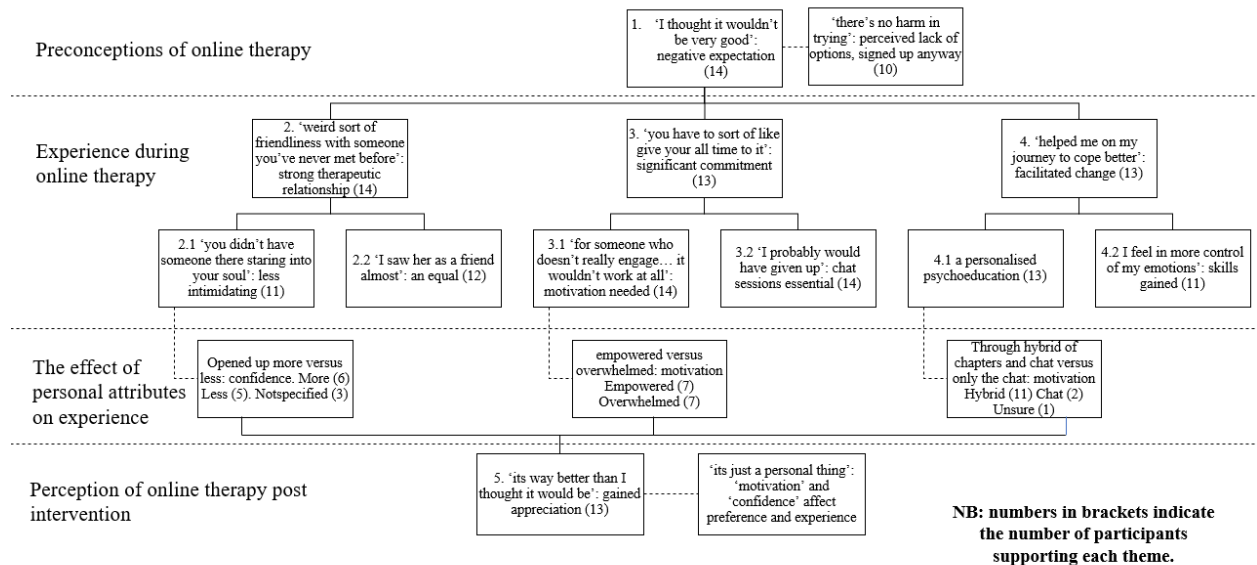 Preconceptions of online therapy
1. ‘I thought it wouldn’t
be very good’:
negative expectation
(14)
‘there’s no harm in
trying’: perceived lack of
options, signed up anyway
(10)
Experience during
online therapy
2. ‘weird sort of
friendliness with someone
you’ve never met before’:
strong therapeutic
relationship (14)
3. ‘you have to sort of like
give your all time to it’:
significant commitment
(13)
4. ‘helped me on my
journey to cope better’:
facilitated change (13)
2.1 ‘you didn’t have
someone there staring into
your soul’: less
intimidating (11)
2.2 ‘I saw her as a friend
almost’: an equal (12)
3.1 ‘for someone who
doesn’t really engage… it
wouldn’t work at all’:
motivation needed (14)
3.2 ‘I probably would
have given up’: chat
sessions essential (14)
4.1 a personalised
psychoeducation (13)
4.2 I feel in more control
of my emotions’: skills
gained (11)
The effect of
personal attributes
on experience
Opened up more versus
less: confidence. More (6)
Less (5). Notspecified (3)
empowered versus
overwhelmed: motivation
Empowered (7)
Overwhelmed (7)
Through hybrid of
chapters and chat versus
only the chat: motivation
Hybrid (11) Chat (2)
Unsure (1)
Perception of online therapy post
intervention
5. ‘its way better than I
thought it would be’: gained
appreciation (13)
‘its just a personal thing’:
‘motivation’ and
‘confidence’ affect
preference and experience
NB: numbers in brackets indicate
the number of participants
supporting each theme.